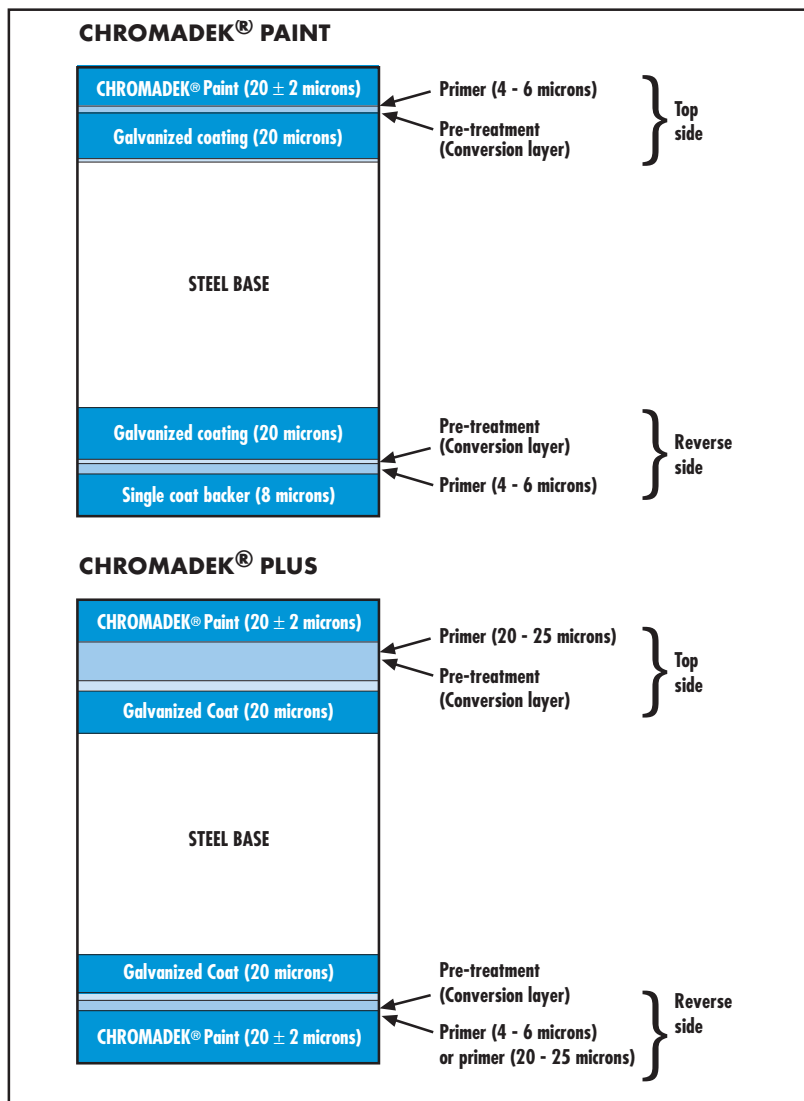 CHROMADEK® PAINT
CHROMADEK® Paint (20 ± 2 microns)
Primer (4 - 6 microns)
Pre-treatment
(Conversion layer)
Top
side
Galvanized coating (20 microns)
STEEL BASE
Galvanized coating (20 microns)
Pre-treatment
(Conversion layer)
Primer (4 - 6 microns)
Reverse
side
Single coat backer (8 microns)
CHROMADEK® PLUS
CHROMADEK® Paint (20 ± 2 microns)
Primer (20 - 25 microns)
Pre-treatment
(Conversion layer)
Top
side
Galvanized Coat (20 microns)
STEEL BASE
Galvanized Coat (20 microns)
Pre-treatment
(Conversion layer)
Primer (4 - 6 microns)
or primer (20 - 25 microns)
Reverse
side
CHROMADEK® Paint (20 ± 2 microns)